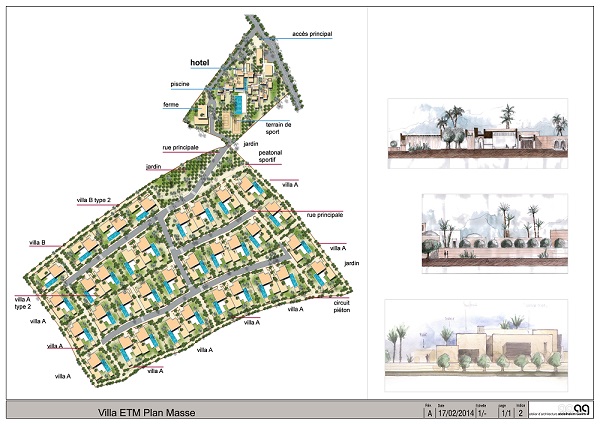 accès principal
hotel
piscine
ferme
terrain de
sport
rue principale
jardin
jardin
peatonal
sportif
villa A
villa B type 2
rue principale
villa B
villa A
jardin
villa A
type 2
circuit
piéton
villa A
villa A
villa A
villa A
villa A
villa A
villa A
Villa ETM Plan Masse
Rév.
A
Date
17/02/2014
Echelle
1/-
page
1/1
Indice
2